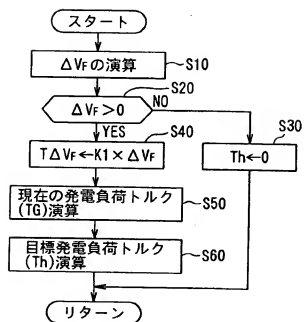 スタート
ΔVFの演算
S10
S20
ΔVF>0
NO
YES
S40
S30
TΔVF←K1×ΔVF
Th←0
現在の発電負荷トルク
(TG)演算
S50
目標発電負荷トルク
(Th)演算
S60
リターン